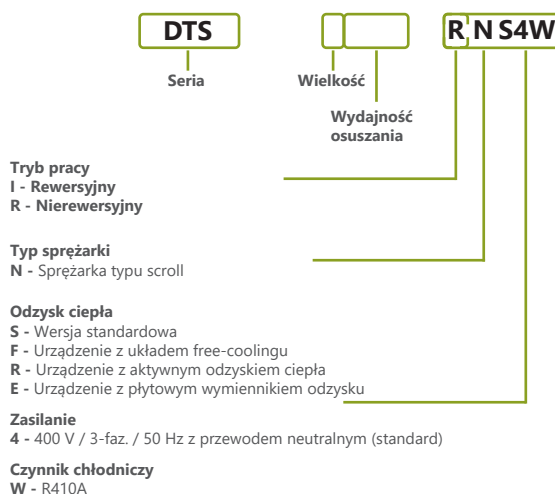 DTS R N S4W
Seria Wielkość
Wydajność
osuszania
Tryb pracy
I - Rewersyjny
R - Nierewersyjny
Typ sprężarki
N - Sprężarka typu scroll
Odzysk ciepła
S - Wersja standardowa
F - Urządzenie z układem free-coolingu
R - Urządzenie z aktywnym odzyskiem ciepła
E - Urządzenie z płytowym wymiennikiem odzysku
Zasilanie
4 - 400 V / 3-faz. / 50 Hz z przewodem neutralnym (standard)
Czynnik chłodniczy
W - R410A